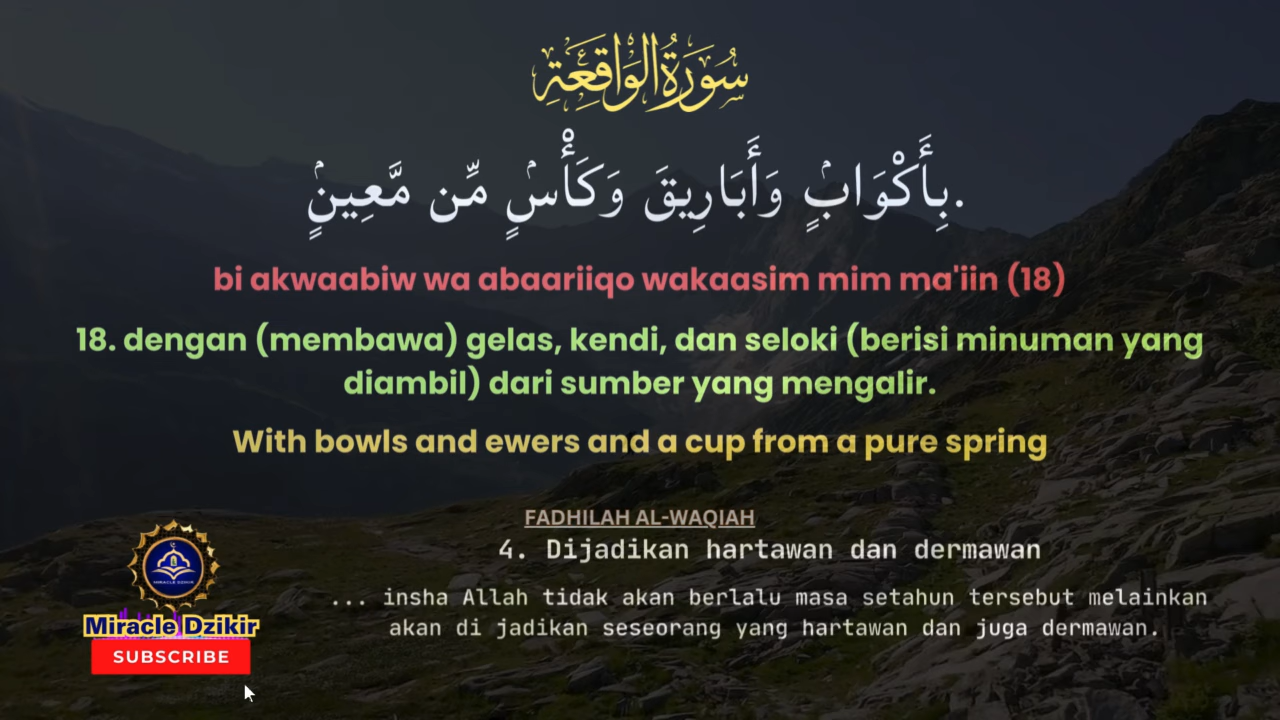 سُورَةُ الْوَاقِعَةِ
بِأَكْوَابٍۢ وَأَبَارِيقَ وَكَأْسٍۢ مِّن مَّعِينٍۢ.
bi akwaabiw wa abaariiqo wakaasim mim ma'iin (18)
18. dengan (membawa) gelas, kendi, dan seloki (berisi minuman yang
diambil) dari sumber yang mengalir.
With bowls and ewers and a cup from a pure spring
FADHILAH AL-WAQIAH
4. Dijadikan hartawan dan dermawan
... insha Allah tidak akan berlalu masa setahun tersebut melainkan
akan di jadikan seseorang yang hartawan dan juga dermawan.
MIRACLE DZIKIR
Miracle Dzikir
SUBSCRIBE